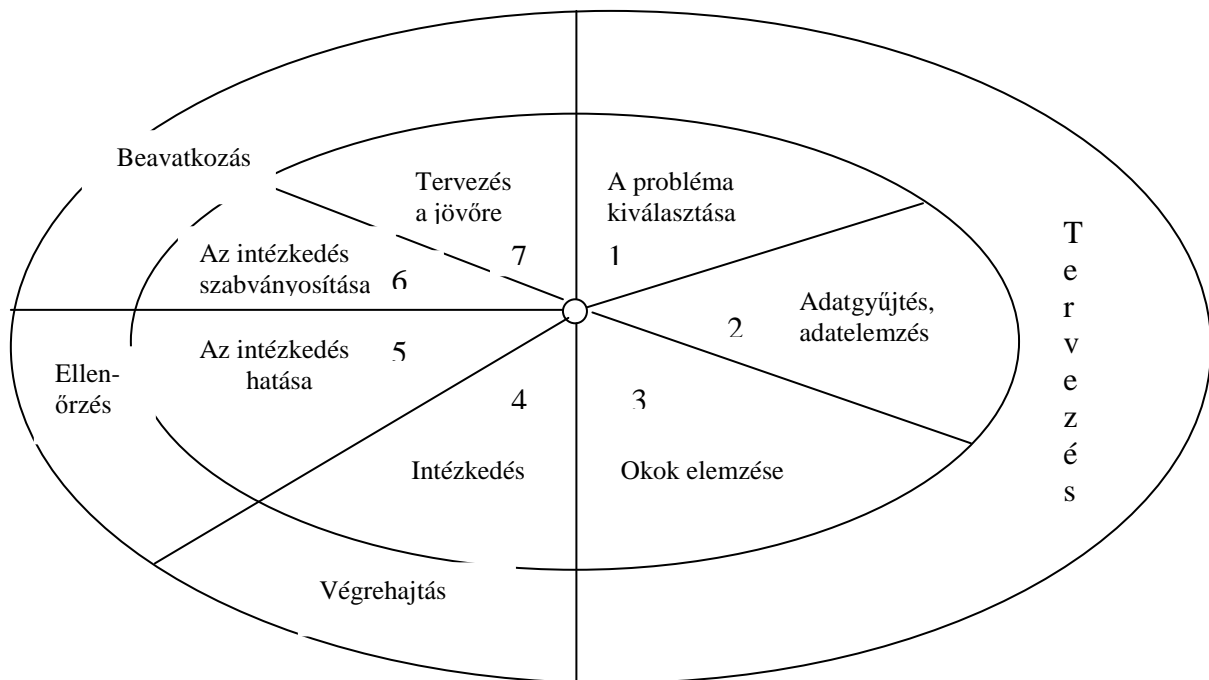 Beavatkozás
Tervezés
a jövőre
7
A probléma
kiválasztása
1
Adatgyűjtés,
adatelemzés
2
Okok elemzése
3
Intézkedés
4
Az intézkedés
hatása
5
Az intézkedés
szabványosítása
6
Ellen-
őrzés
Végrehajtás
T
e
r
v
e
z
é
s